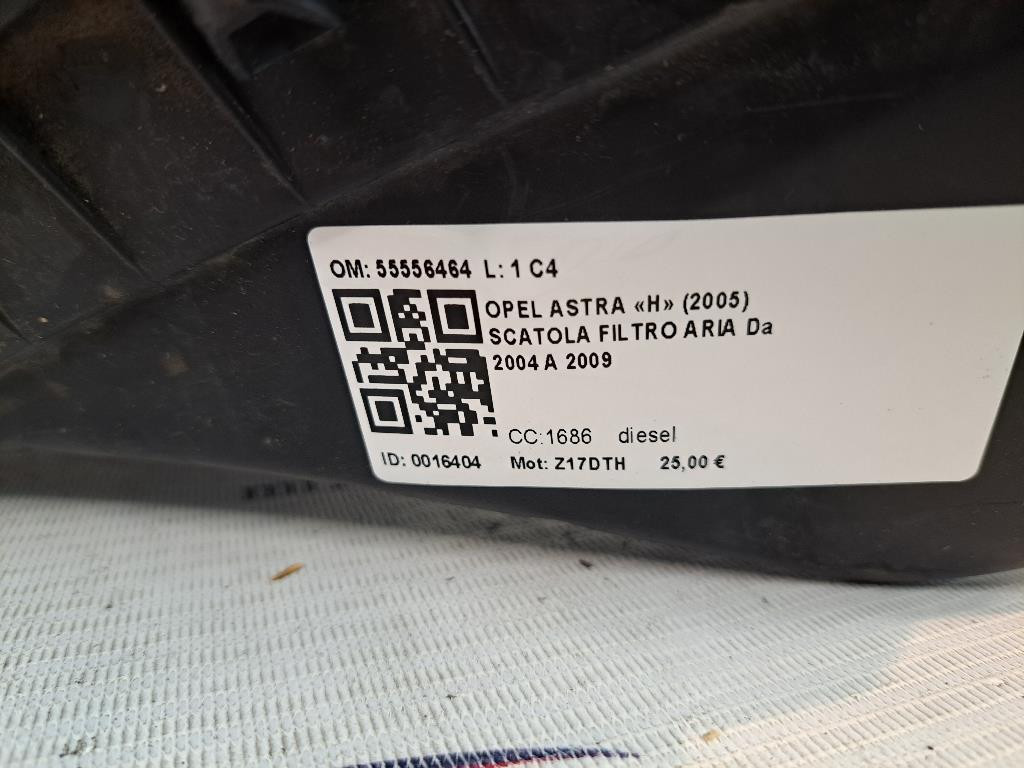 OM: 55556464 L: 1 C4
OPEL ASTRA «H» (2005)
SCATOLA FILTRO ARIA Da
2004 A 2009
CC:1686 diesel
ID: 0016404 Mot: Z17DTH 25,00 €